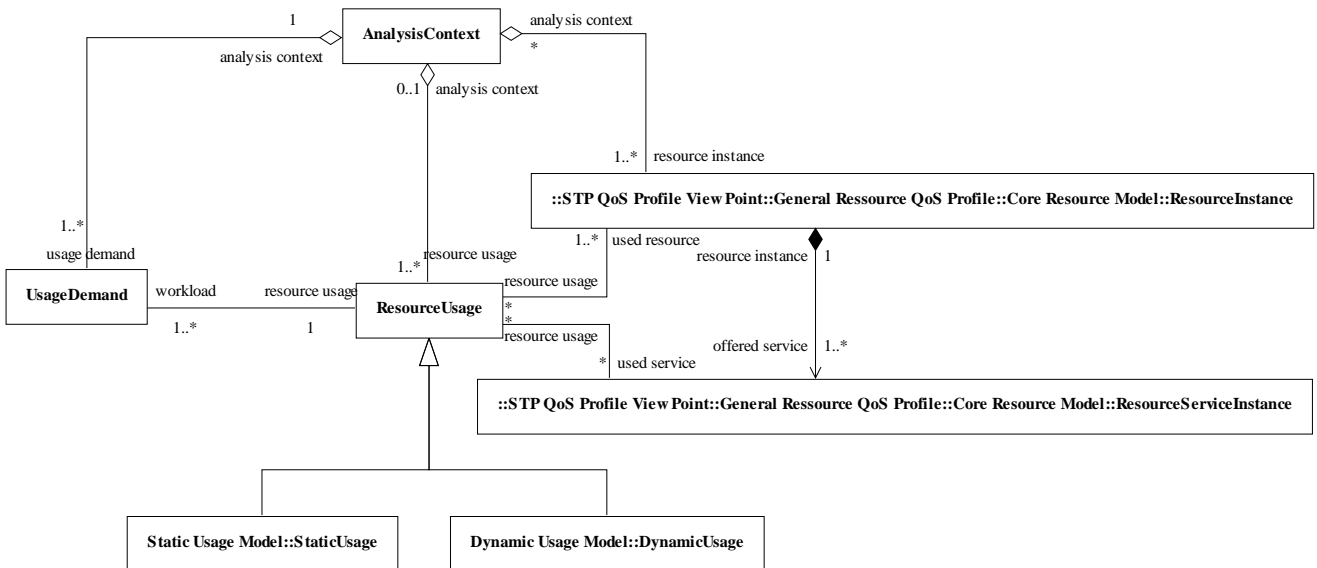 1
analysis context
AnalysisContext
analysis context
*
0..1
analysis context
1..*
resource instance
::STP QoS Profile View Point::General Ressource QoS Profile::Core Resource Model::ResourceInstance
1..*
usage demand
1..*
resource usage
1..*
used resource
resource instance
1
UsageDemand
workload
resource usage
1..*
1
ResourceUsage
resource usage
*
*
resource usage
*
used service
offered service
1..*
::STP QoS Profile View Point::General Ressource QoS Profile::Core Resource Model::ResourceServiceInstance
Static Usage Model::StaticUsage
Dynamic Usage Model::DynamicUsage